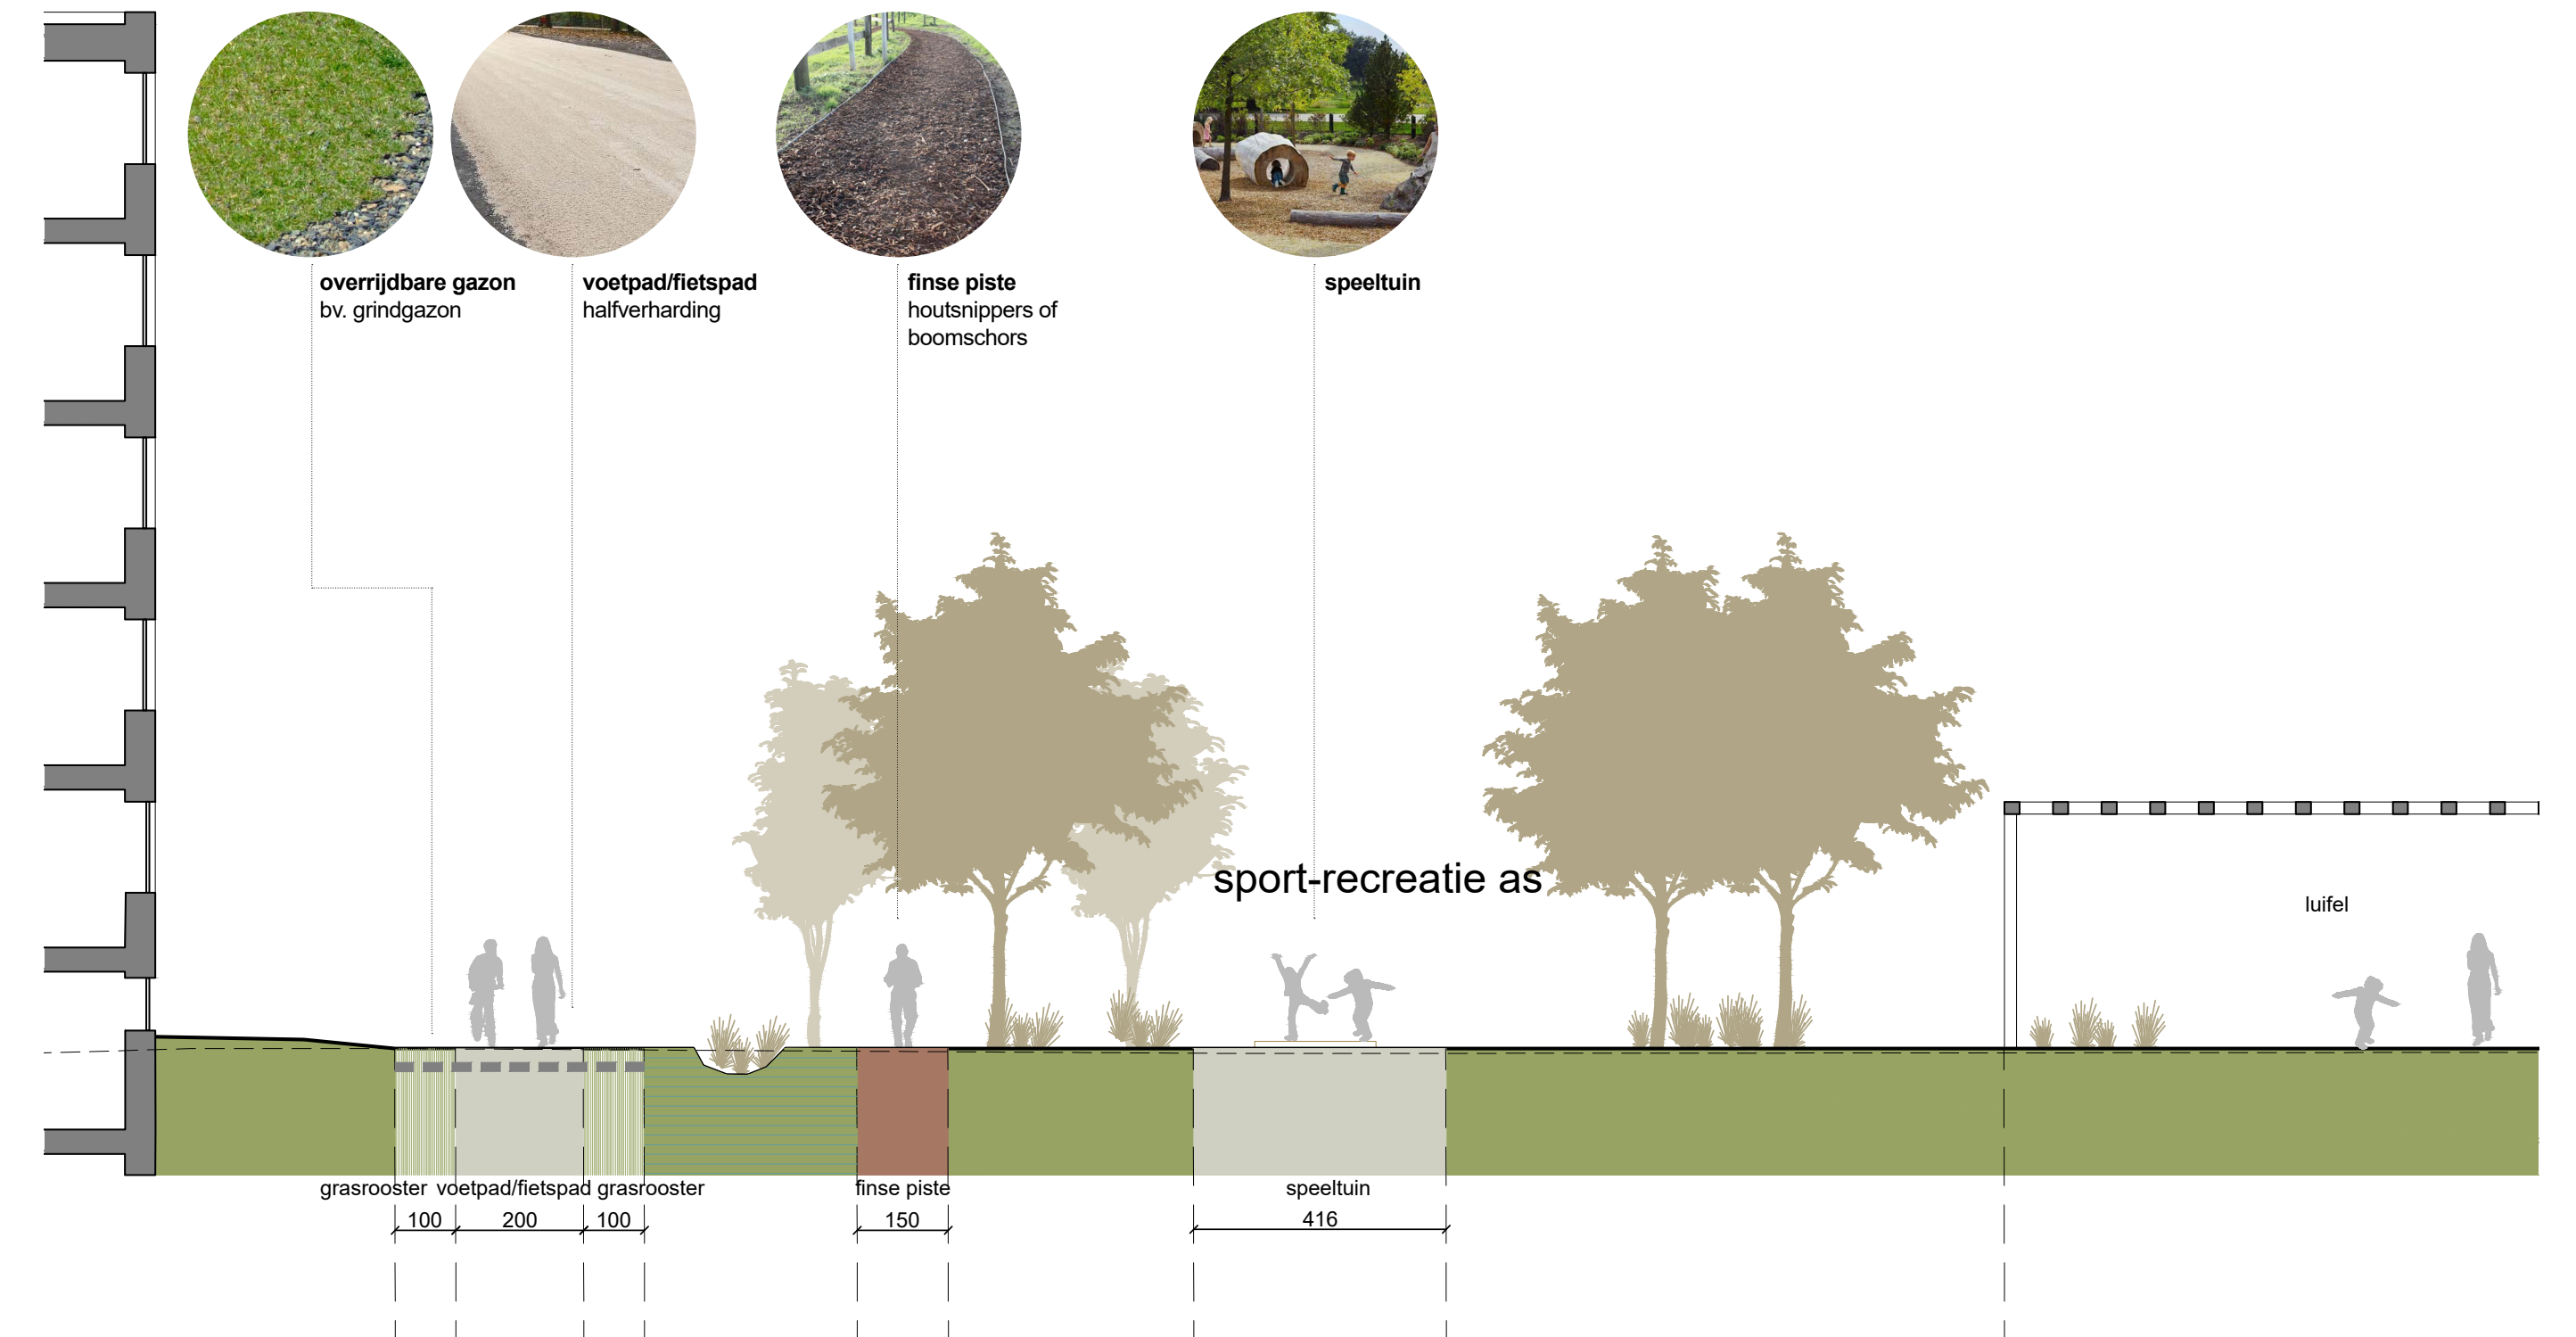 overrijdbare gazon
bv. grindgazon
voetpad/fietspad
halfverharding
finse piste
houtsnippers of
boomschors
speeltuin
sport-recreatie as
luifel
grasrooster voetpad/fietspad grasrooster finse piste speeltuin
100 200 100 150 416